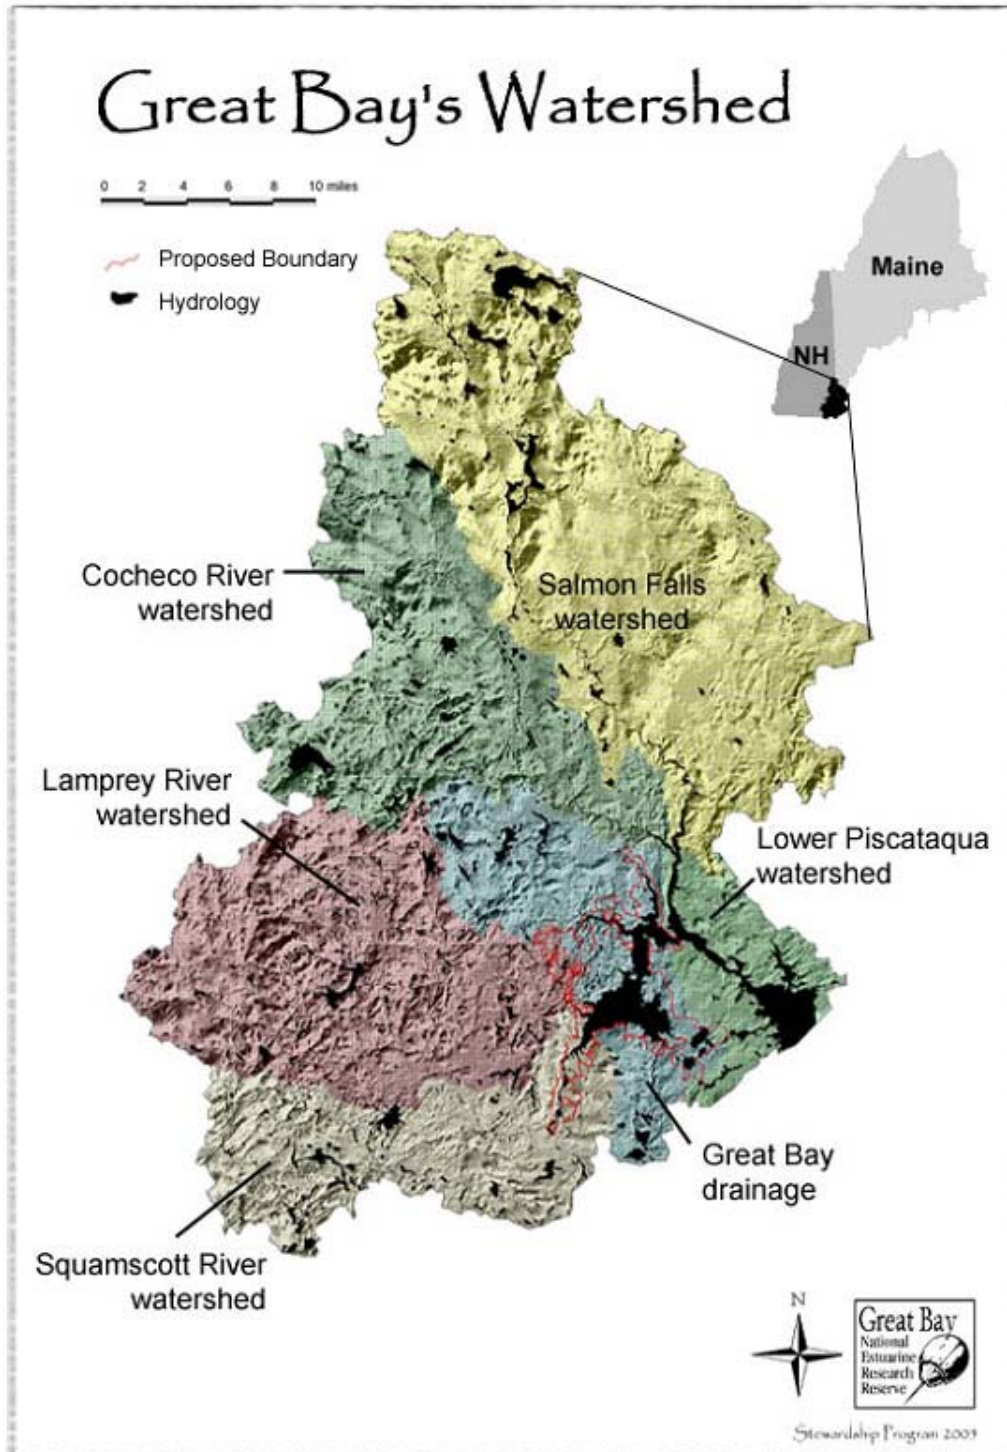 Great Bay's Watershed
0 2 4 6 8 10 miles
Proposed Boundary
Hydrology
Maine
NH
Cocheco River
watershed
Salmon Falls
watershed
Lamprey River
watershed
Lower Piscataqua
watershed
Great Bay
drainage
Squamscott River
watershed
N
Great Bay
National
Estuarine
Research
Reserve
Stewardship Program 2003